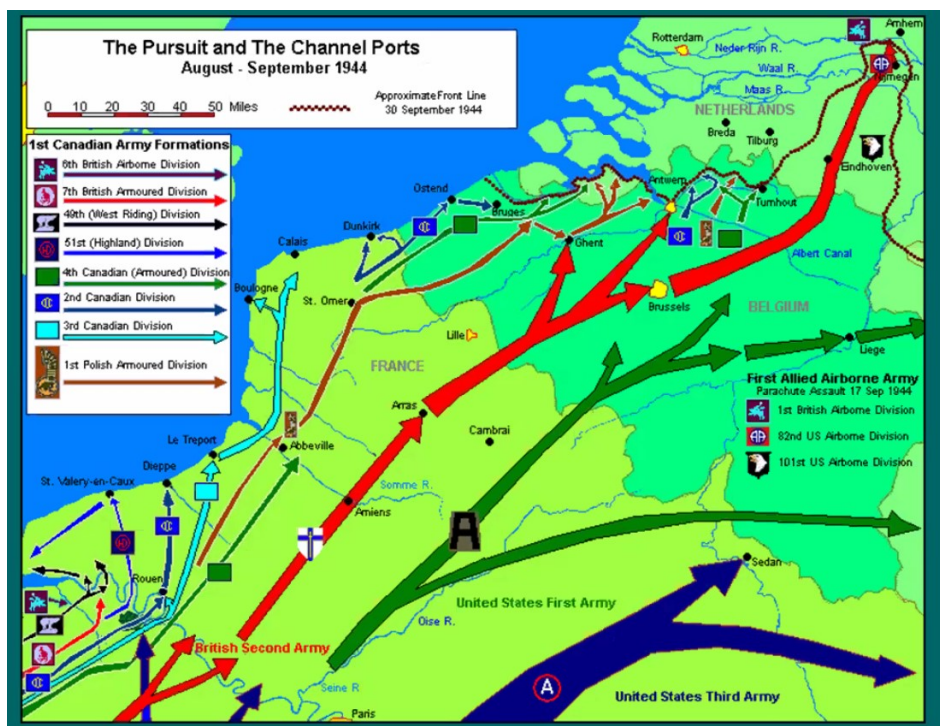 The Pursuit and The Channel Ports
August - September 1944
0 10 20 30 40 50 Miles
Approximate Front Line
30 September 1944
1st Canadian Army Formations
6th British Airborne Division
7th British Armoured Division
49th (West Riding) Division
51st (Highland) Division
4th Canadian (Armoured) Division
2nd Canadian Division
3rd Canadian Division
1st Polish Armoured Division
Rotterdam
Arnhem
Neder Rijn R.
Waal R.
Nijmegen
Maas R.
NETHERLANDS
Breda
Tilburg
Eindhoven
Antwerp
Turnhout
Ostend
Bruges
Dunkirk
Ghent
Calais
Albert Canal
Boulogne
St. Omer
Brussels
BELGIUM
Lille
Liege
FRANCE
First Allied Airborne Army
Parachute Assault 17 Sep 1944
1st British Airborne Division
82nd US Airborne Division
101st US Airborne Division
Arras
Cambrai
Le Treport
Abbeville
Dieppe
St. Valery-en-Caux
Somme R.
Amiens
A
Rouen
Sedan
United States First Army
Oise R.
British Second Army
Seine R
A
United States Third Army
Paris